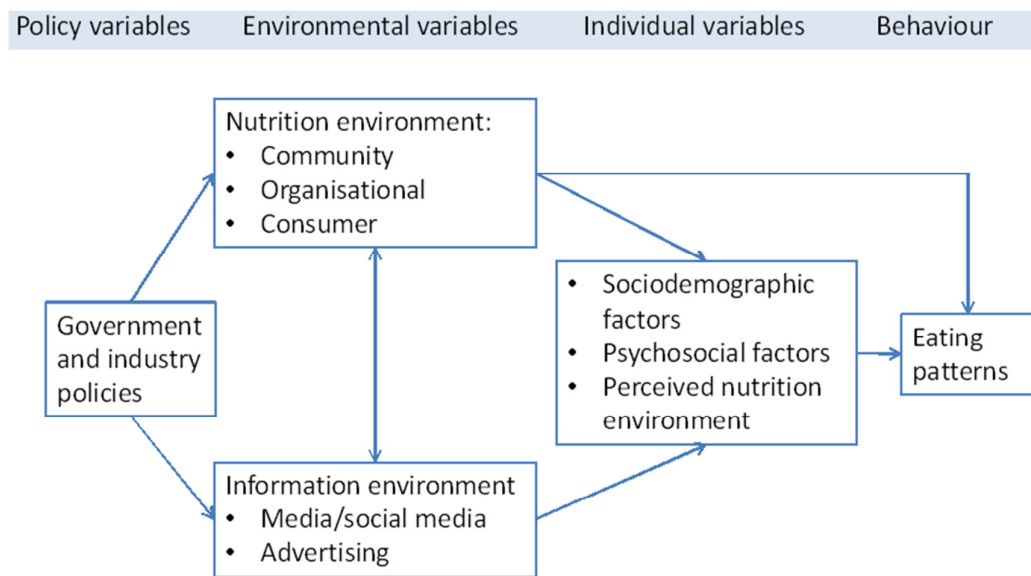 Policy variables Environmental variables Individual variables Behaviour
Nutrition environment:
• Community
• Organisational
• Consumer
Government
and industry
policies
Information environment
• Media/social media
• Advertising
• Sociodemographic
factors
• Psychosocial factors
• Perceived nutrition
environment
Eating
patterns